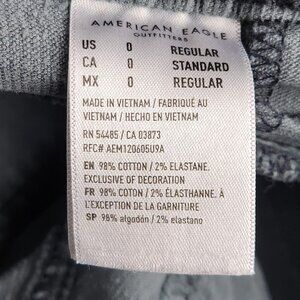 AMERICAN EAGLE
OUTFITTERS
US 0 REGULAR
CA 0 STANDARD
MX 0 REGULAR
MADE IN VIETNAM / FABRIQUÉ AU
VIETNAM / HECHO EN VIETNAM
RN 54485 / CA 03873
RFC# AEM120605U9A
EN 98% COTTON / 2% ELASTANE.
EXCLUSIVE OF DECORATION
FR 98% COTON / 2% ÉLASTHANNE. À
L'EXCEPTION DE LA GARNITURE
SP 98% algodón / 2% elastano